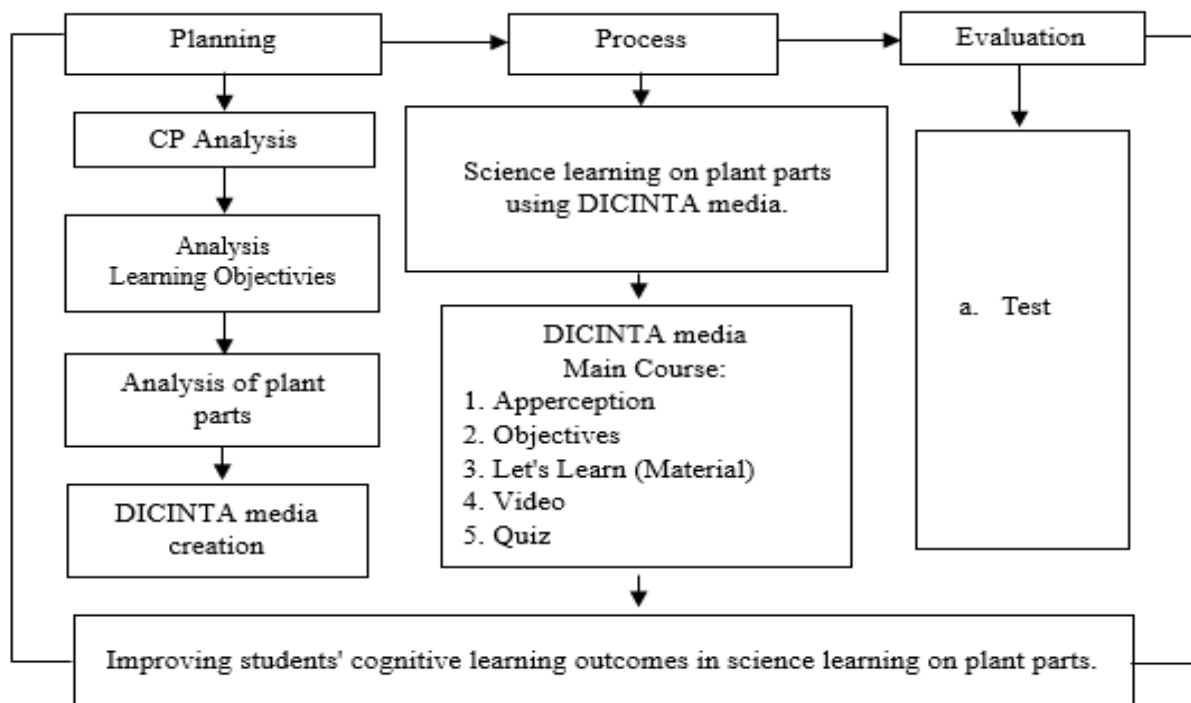 Planning
Process
Evaluation
CP Analysis
Analysis
Learning Objectivies
Analysis of plant
parts
DICINTA media
creation
Science learning on plant parts
using DICINTA media.
DICINTA media
Main Course:
1. Apperception
2. Objectives
3. Let's Learn (Material)
4. Video
5. Quiz
a. Test
Improving students' cognitive learning outcomes in science learning on plant parts.